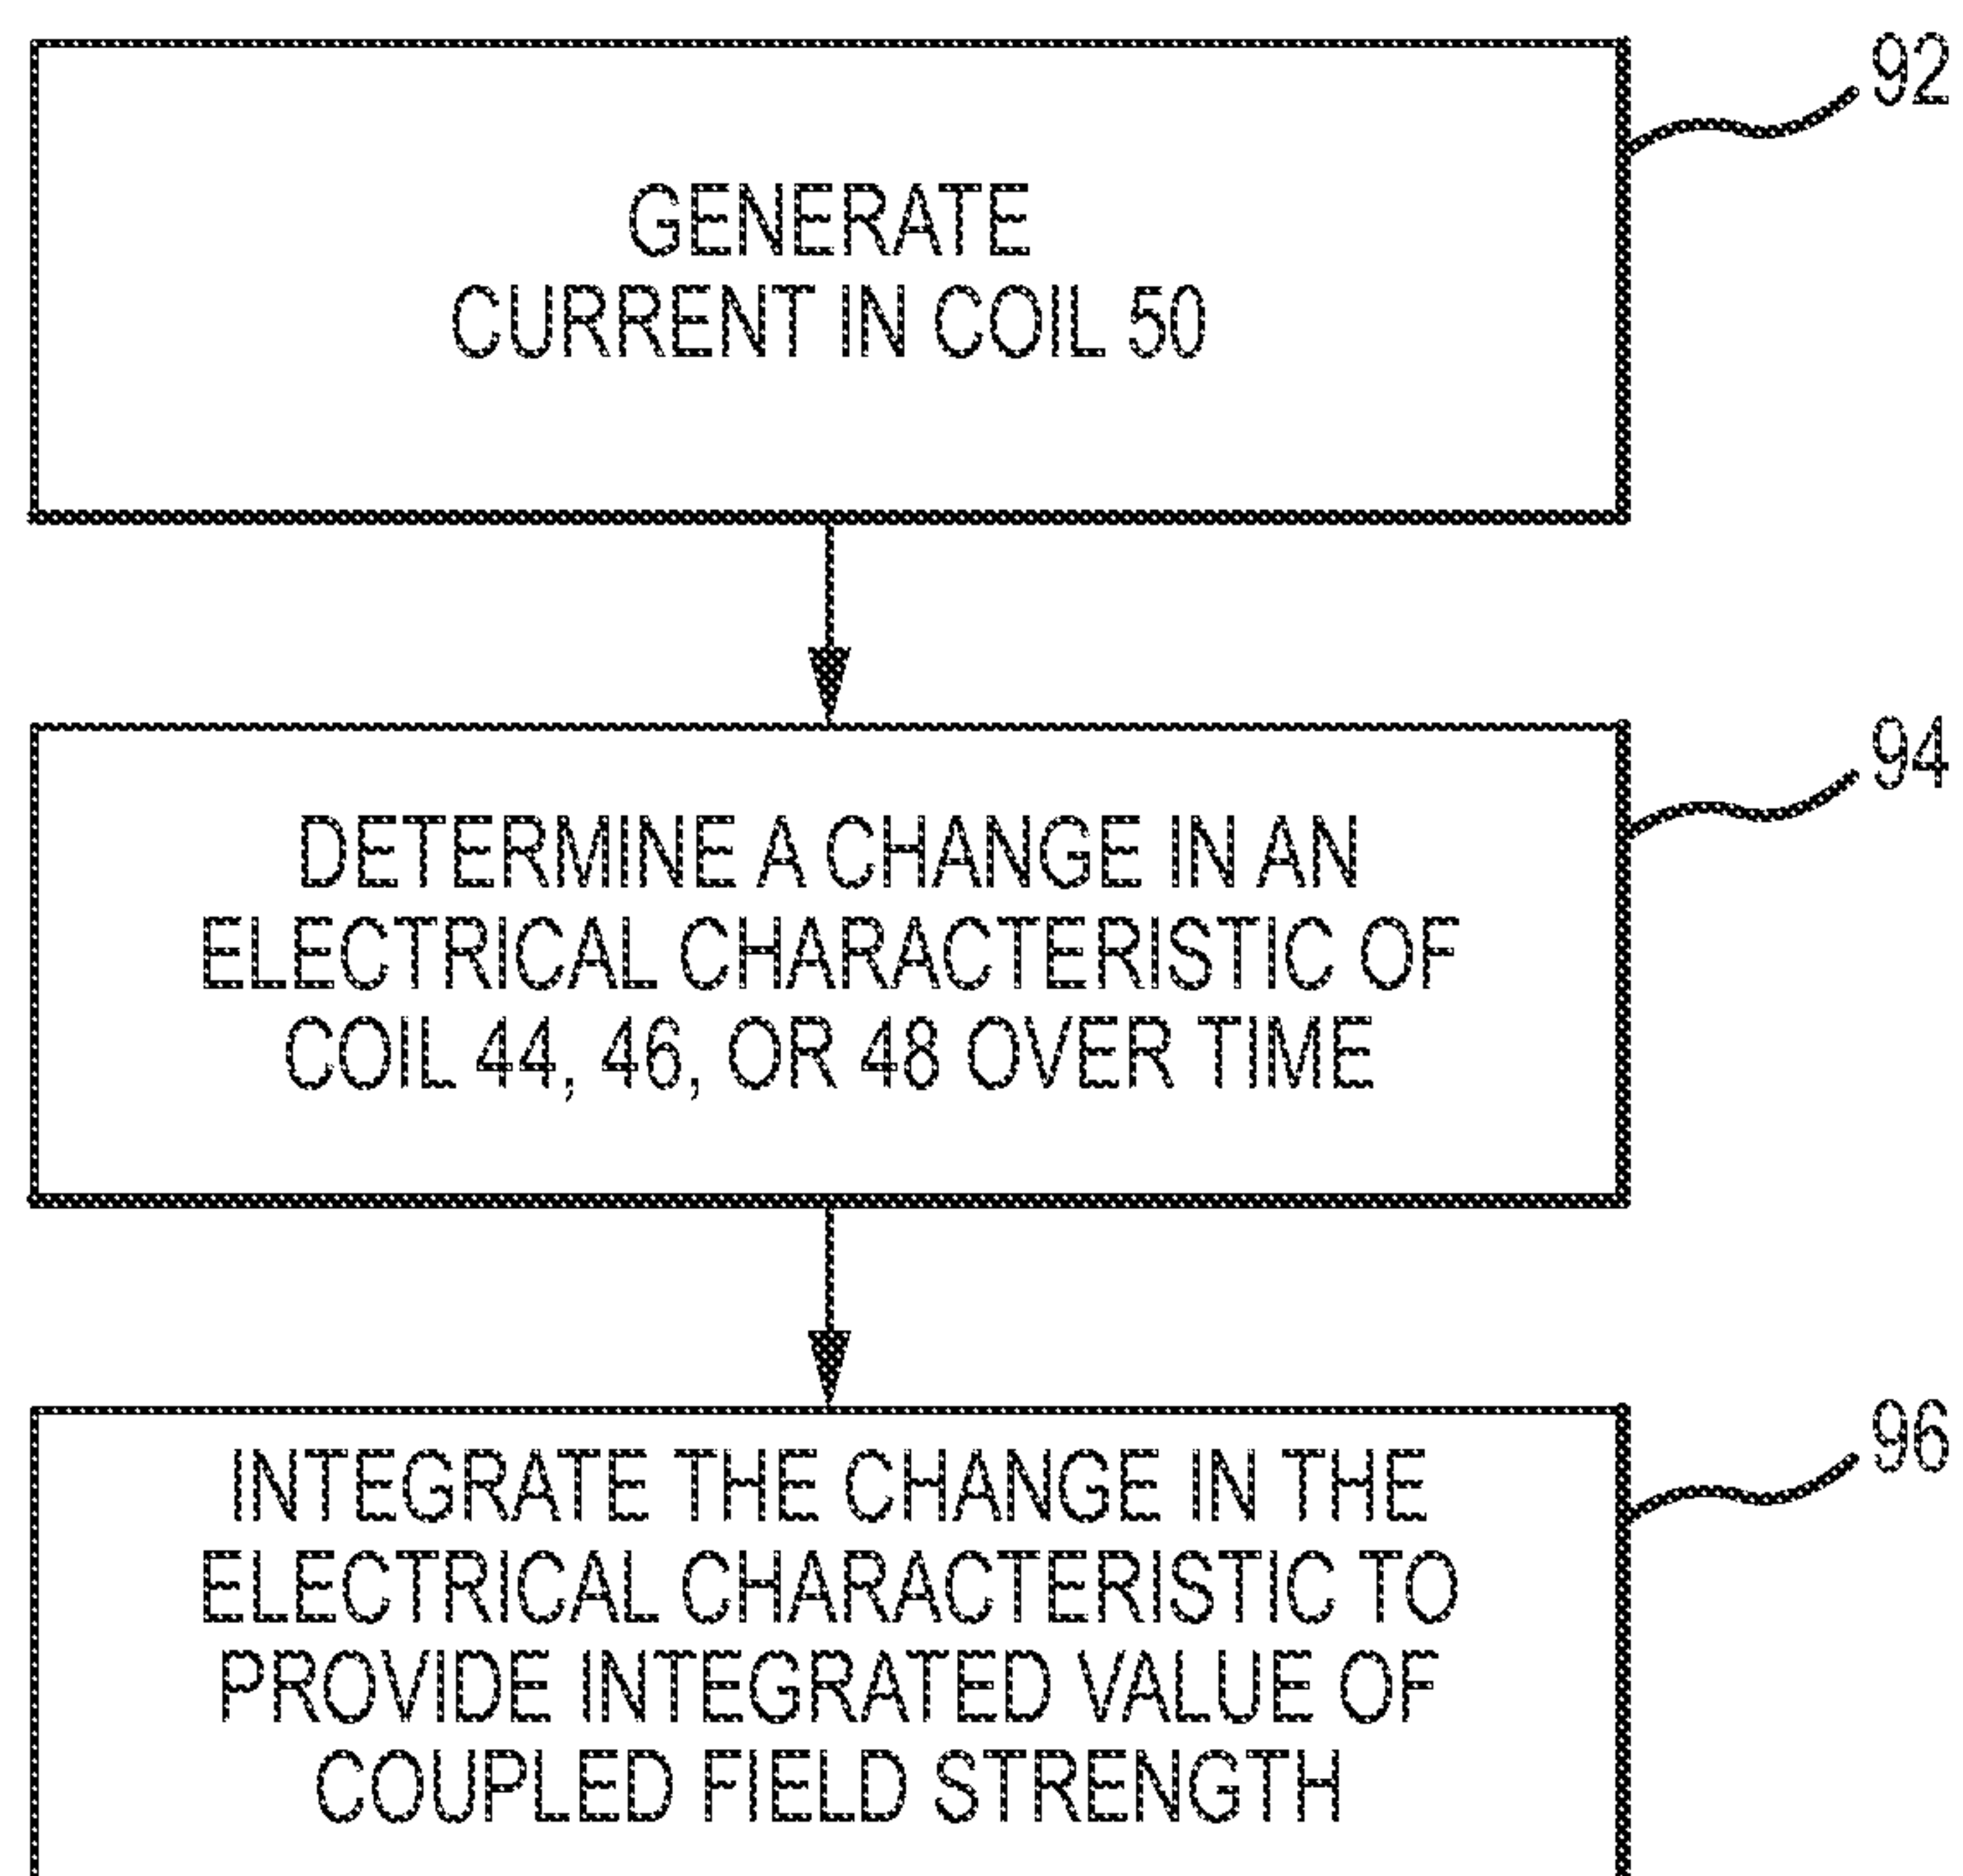 92
GENERATE
CURRENT IN COIL 50
94
DETERMINE A CHANGE IN AN
ELECTRICAL CHARACTERISTIC OF
COIL 44, 46, OR 48 OVER TIME
96
INTEGRATE THE CHANGE IN THE
ELECTRICAL CHARACTERISTIC TO
PROVIDE INTEGRATED VALUE OF
COUPLED FIELD STRENGTH